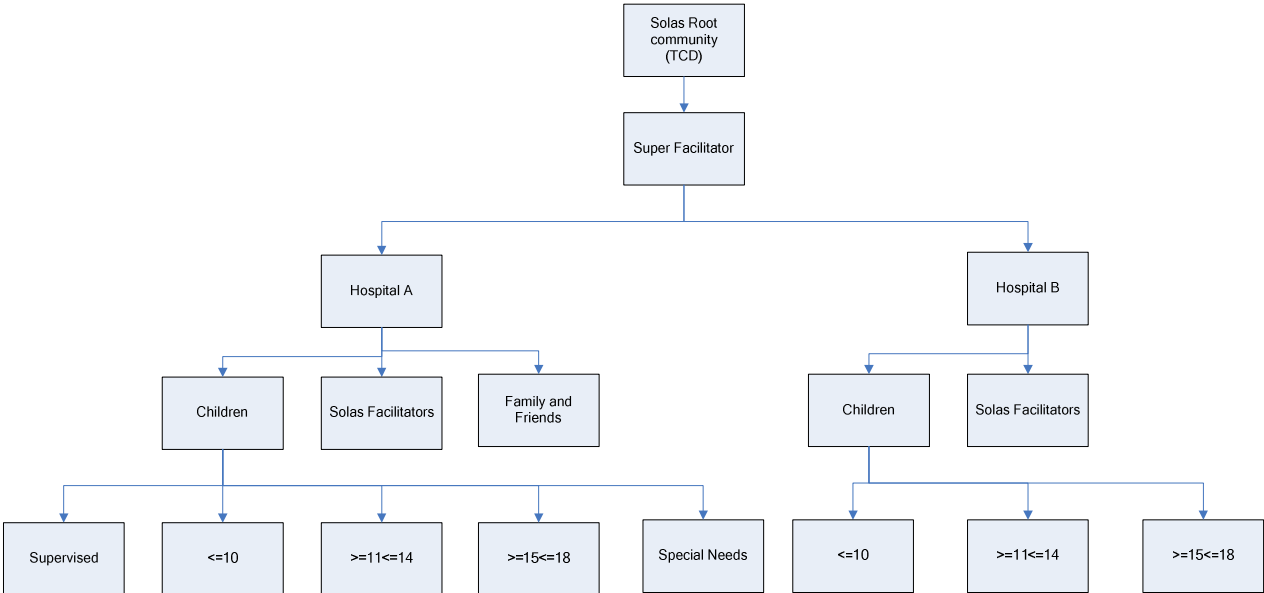 Solas Root
community
(TCD)
Super Facilitator
Hospital A
Hospital B
Children
Solas Facilitators
Family and
Friends
Children
Solas Facilitators
Supervised
<=10
>=11<=14
>=15<=18
Special Needs
<=10
>=11<=14
>=15<=18